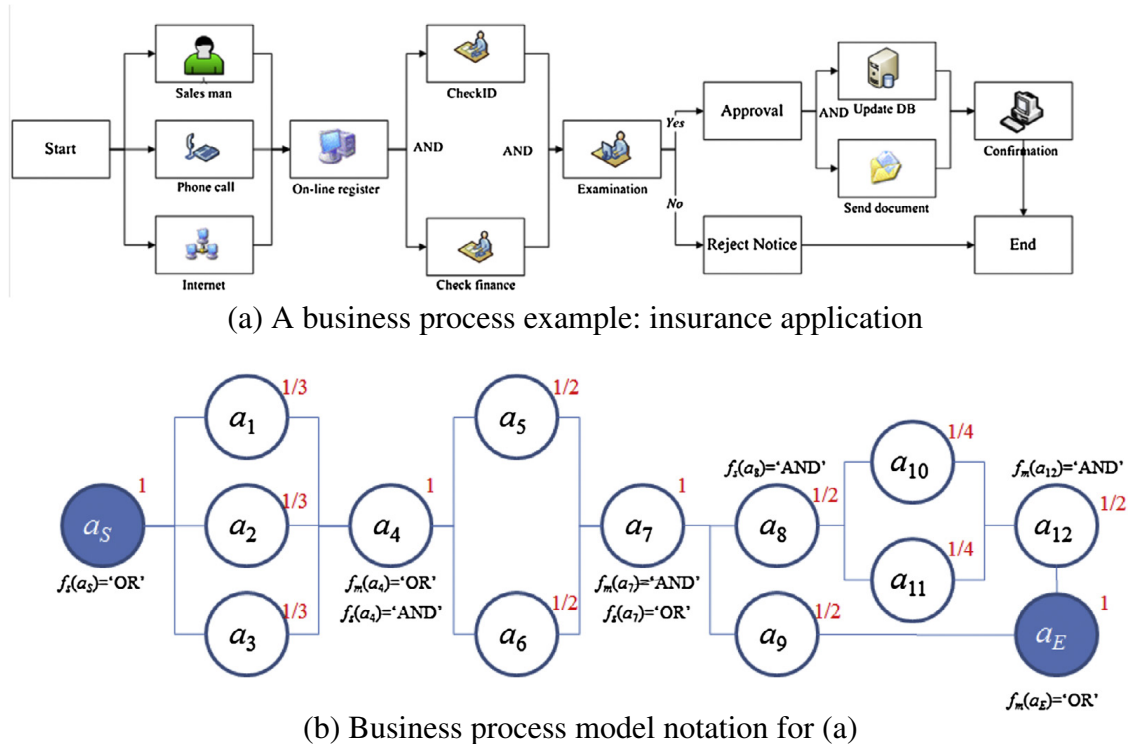 Start
Sales man
Phone call
Internet
On-line register
AND
CheckID
Check finance
AND
Examination
Yes
No
Approval
Reject Notice
AND
Update DB
Send document
Confirmation
End
(a) A business process example: insurance application
1
a_S
f_s(a_S)='OR'
1/3
a_1
1/3
a_2
1/3
a_3
1
a_4
f_m(a_4)='OR'
f_s(a_4)='AND'
1/2
a_5
1/2
a_6
1
a_7
f_m(a_7)='AND'
f_s(a_7)='OR'
f_s(a_8)='AND'
1/2
a_8
1/2
a_9
1/4
a_10
1/4
a_11
f_m(a_12)='AND'
1/2
a_12
1
a_E
f_m(a_E)='OR'
(b) Business process model notation for (a)